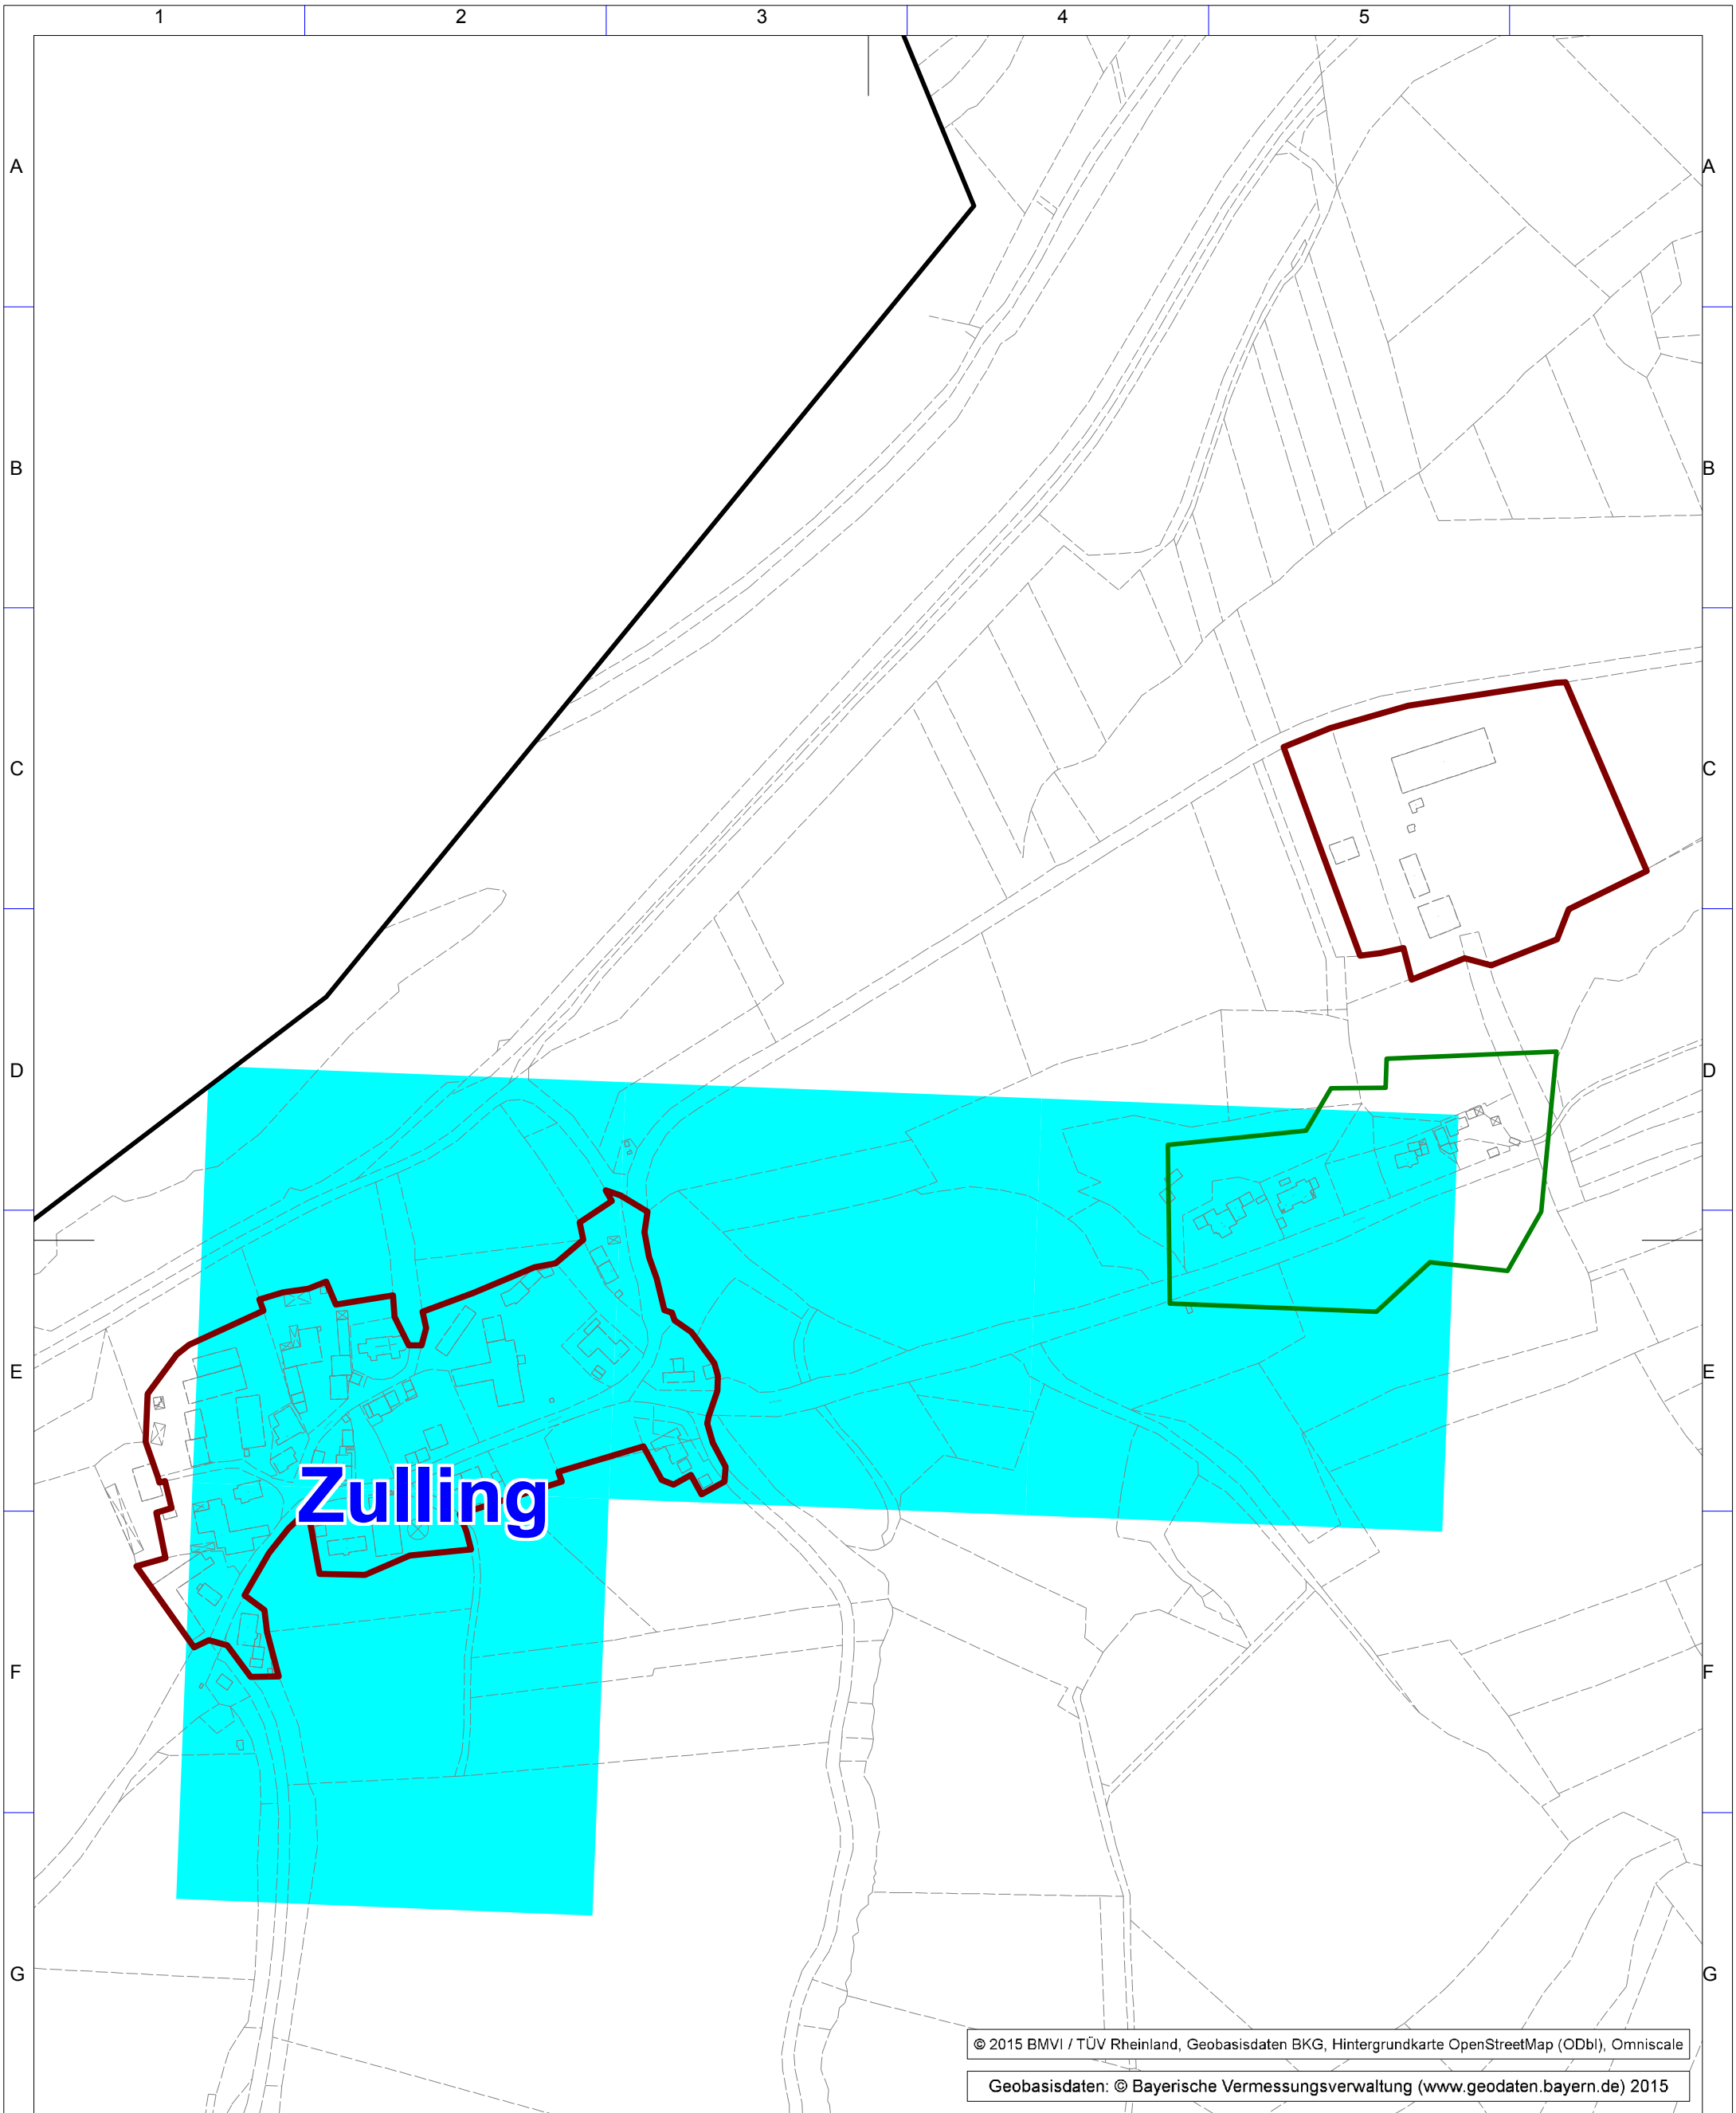 1 2 3 4 5
A A
B B
C C
D D
E E
Zulling
F F
G G
© 2015 BMVI / TÜV Rheinland, Geobasisdaten BKG, Hintergrundkarte OpenStreetMap (ODbl), Omniscale
Geobasisdaten: © Bayerische Vermessungsverwaltung (www.geodaten.bayern.de) 2015